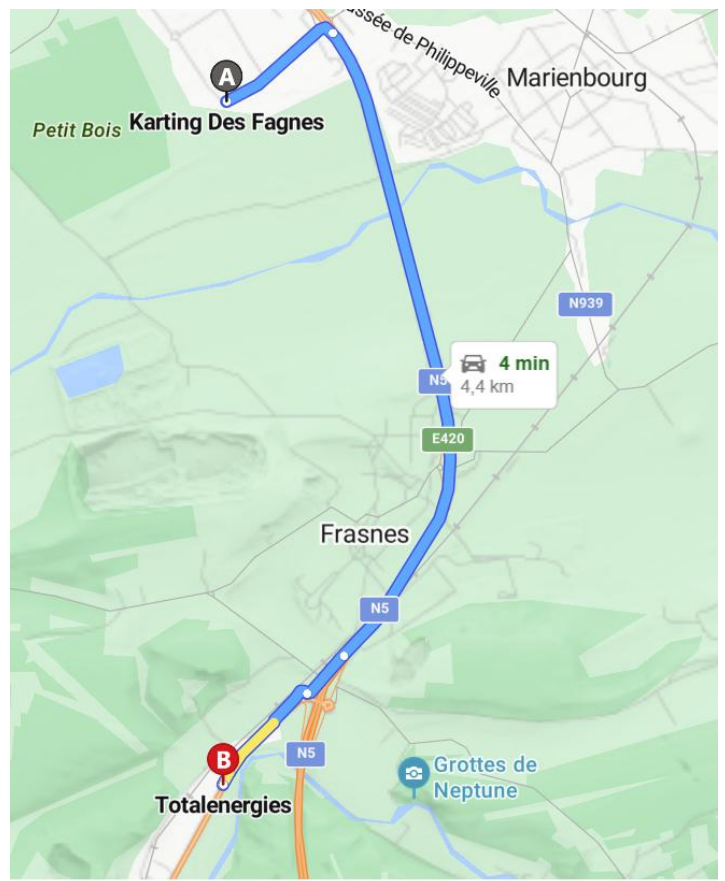 ussée de Philippeville
A
Marienbourg
Petit Bois
Karting Des Fagnes
N939
4 min
N5
4,4 km
E420
Frasnes
N5
N5
B
Grottes de
Neptune
Totalenergies